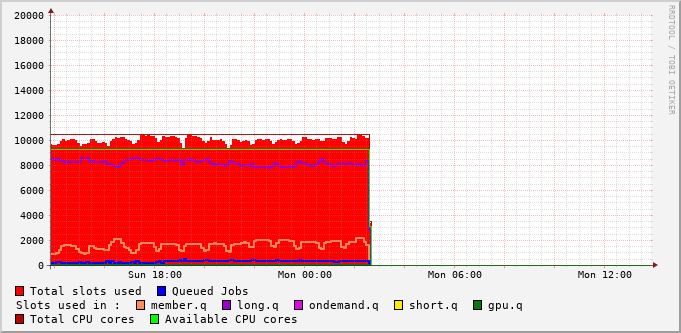 RRDTOOL / TOBI OETIKER
20000
18000
16000
14000
12000
10000
8000
6000
4000
2000
0
Sun 18:00 Mon 00:00 Mon 06:00 Mon 12:00
Total slots used Queued Jobs
Slots used in : member.q long.q ondemand.q short.q gpu.q
Total CPU cores Available CPU cores